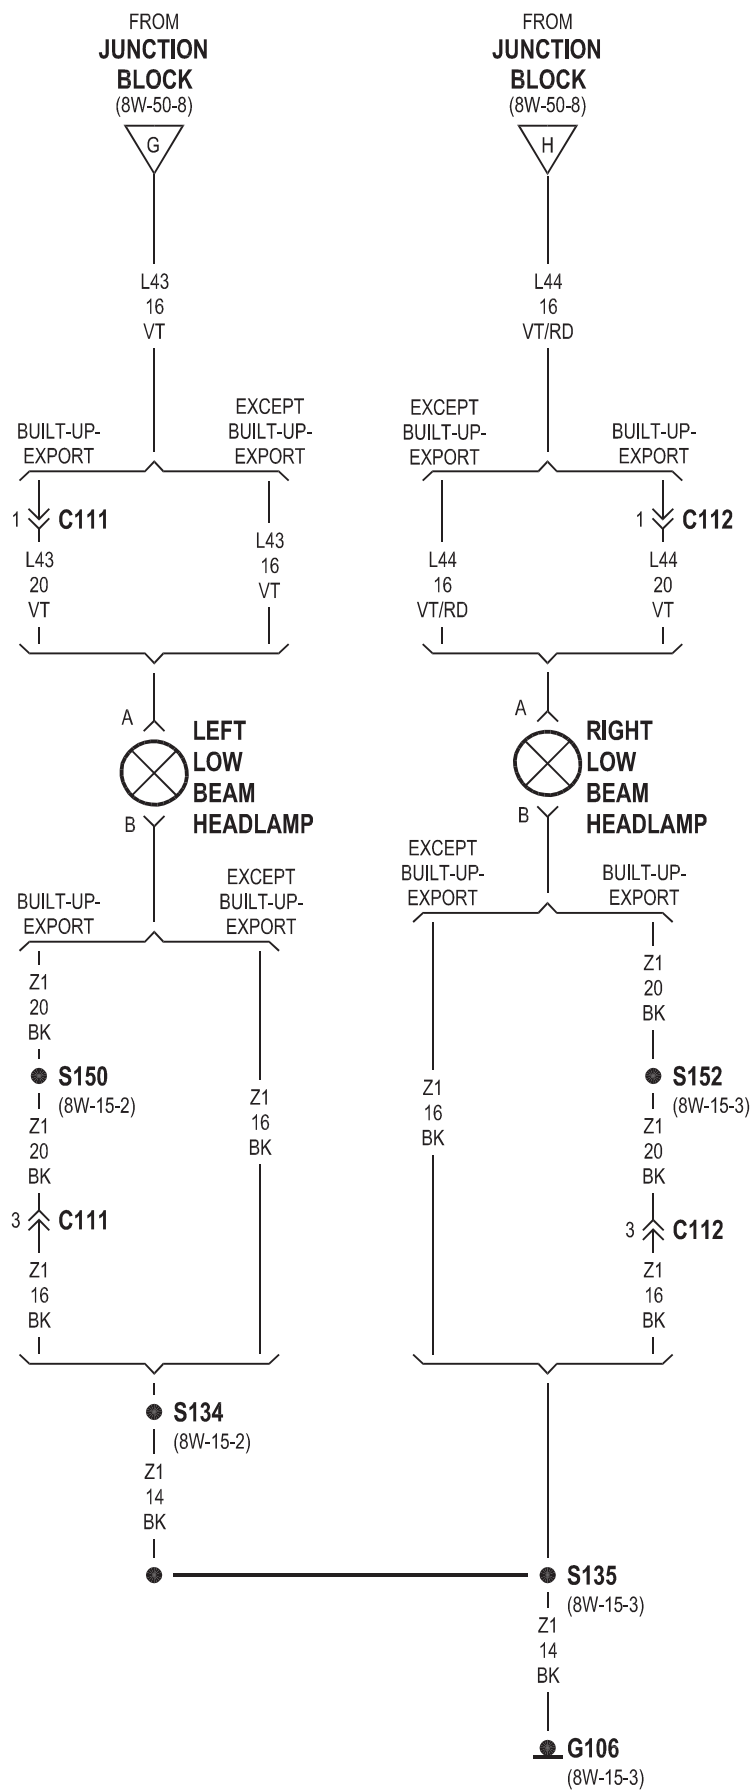 FROM
JUNCTION
BLOCK
(8W-50-8)
G
L43
16
VT
BUILT-UP-
EXPORT
EXCEPT
BUILT-UP-
EXPORT
1
C111
L43
20
VT
L43
16
VT
A
LEFT
LOW
BEAM
HEADLAMP
B
BUILT-UP-
EXPORT
EXCEPT
BUILT-UP-
EXPORT
Z1
20
BK
S150
(8W-15-2)
Z1
20
BK
3
C111
Z1
16
BK
Z1
16
BK
S134
(8W-15-2)
Z1
14
BK
FROM
JUNCTION
BLOCK
(8W-50-8)
H
L44
16
VT/RD
EXCEPT
BUILT-UP-
EXPORT
BUILT-UP-
EXPORT
1
C112
L44
16
VT/RD
L44
20
VT
A
RIGHT
LOW
BEAM
HEADLAMP
B
EXCEPT
BUILT-UP-
EXPORT
BUILT-UP-
EXPORT
Z1
16
BK
Z1
20
BK
S152
(8W-15-3)
Z1
20
BK
3
C112
Z1
16
BK
S135
(8W-15-3)
Z1
14
BK
G106
(8W-15-3)